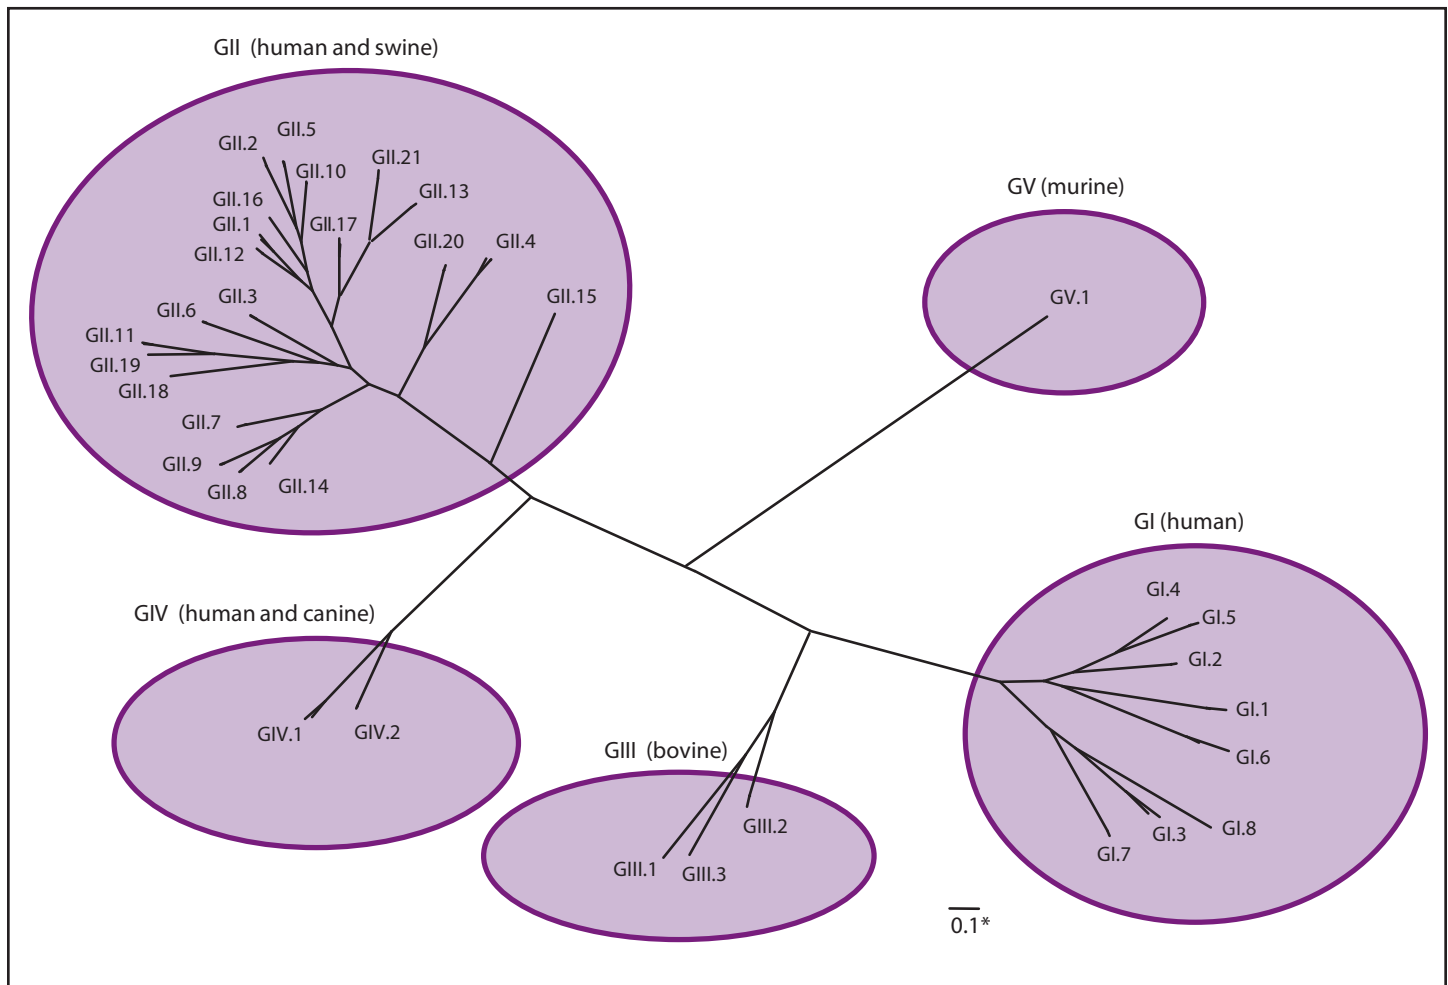 GII (human and swine)
GII.5
GII.2
GII.21
GII.10
GII.13
GII.16
GII.1
GII.17
GII.12
GII.20
GII.4
GII.3
GII.15
GII.6
GII.11
GII.19
GII.18
GII.7
GII.9
GII.8
GII.14
GV (murine)
GV.1
GI (human)
GI.4
GI.5
GI.2
GI.1
GI.6
GI.8
GI.3
GI.7
GIV (human and canine)
GIV.1
GIV.2
GIII (bovine)
GIII.2
GIII.1
GIII.3
0.1*